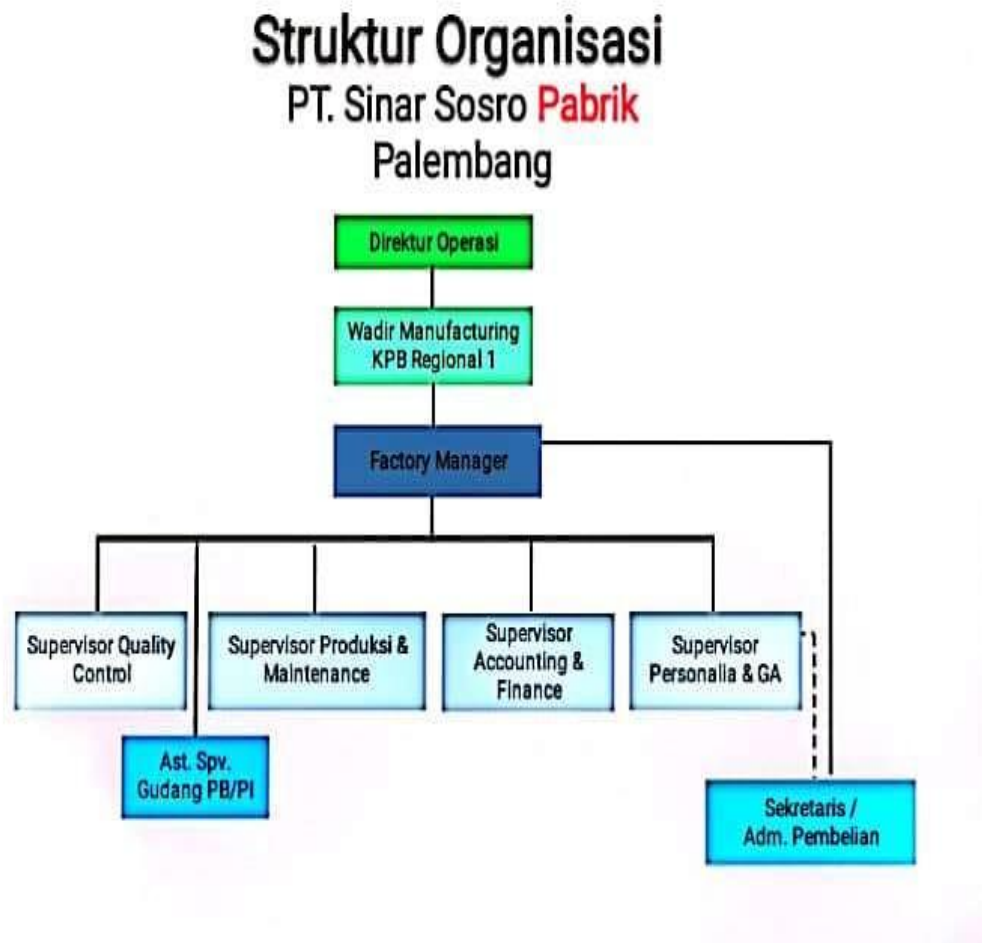 Struktur Organisasi
PT. Sinar Sosro Pabrik
Palembang
Direktur Operasi
Wadir Manufacturing
KPB Regional 1
Factory Manager
Supervisor Quality
Control
Supervisor Produksi &
Maintenance
Supervisor
Accounting &
Finance
Supervisor
Personalia & GA
Ast. Spv.
Gudang PB/PI
Sekretaris /
Adm. Pembelian